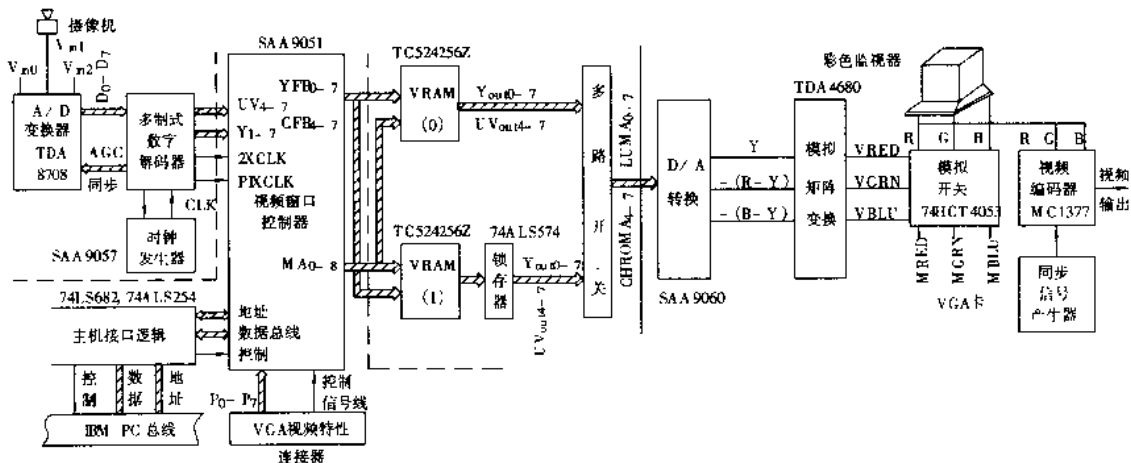 摄像机
Vin1
Vin0
Vin2
D0-D7
A/D
变换器
TDA
8708
AGC
同步
多制式
数字
解码器
CLK
时钟
发生器
SAA9057
SAA9051
YFB0-7
UV4-7
CFB4-7
Y1-7
2XCLK
PIXCLK
视频窗口
控制器
MA0-8
地址
数据总线
控制
74LS682, 74ALS254
主机接口逻辑
控制
数据
地址
IBM PC 总线
P0-P7
控制
信号线
VGA视频特性
连接器
TC524256Z
VRAM
(0)
Yout0-7
UVout4-7
TC524256Z
VRAM
(1)
74ALS574
锁存器
Yout0-7
UVout4-7
多路开关
LUMA0-7
CHROMA4-7
D/A
转换
SAA9060
Y
-(R-Y)
-(B-Y)
TDA4680
模拟
矩阵
变换
VRED
VGRN
VBLU
彩色监视器
R
G
B
模拟
开关
74HCT4053
MRED
MGRN
MBLU
VGA卡
R
G
B
视频
编码器
MC1377
视频
输出
同步
信号
产生器